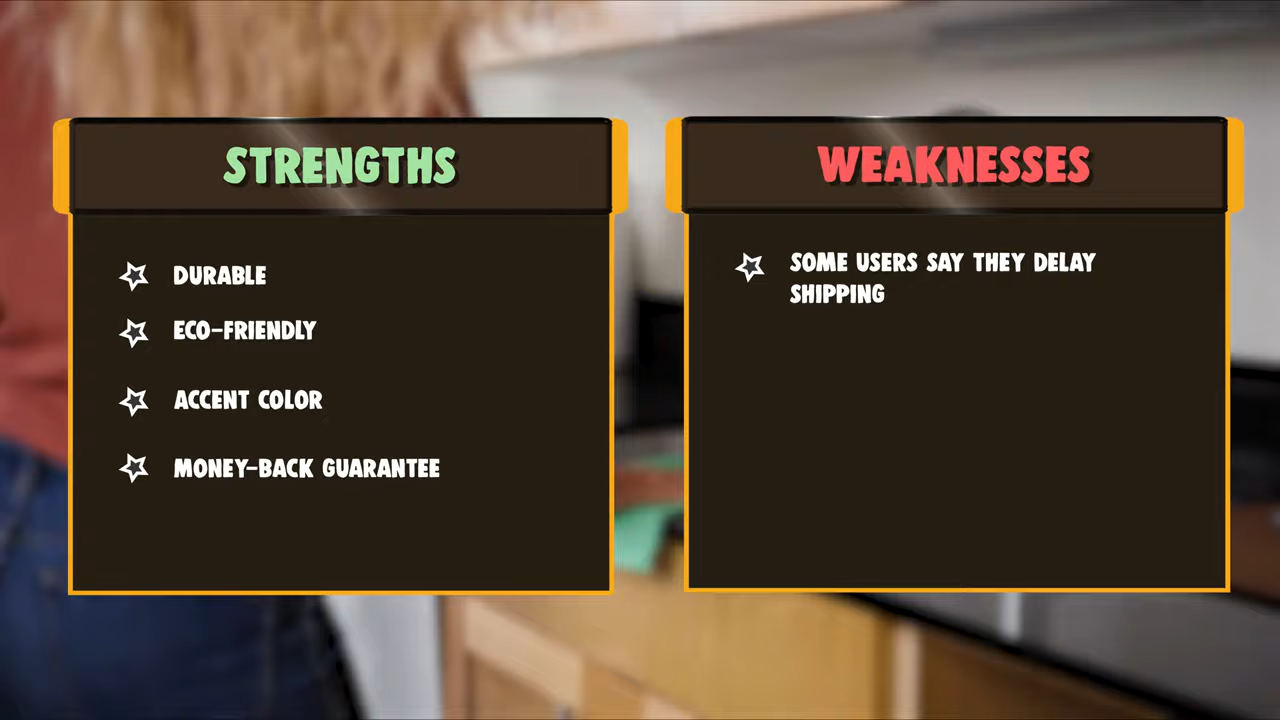 STRENGTHS
DURABLE
ECO-FRIENDLY
ACCENT COLOR
MONEY-BACK GUARANTEE
WEAKNESSES
SOME USERS SAY THEY DELAY
SHIPPING